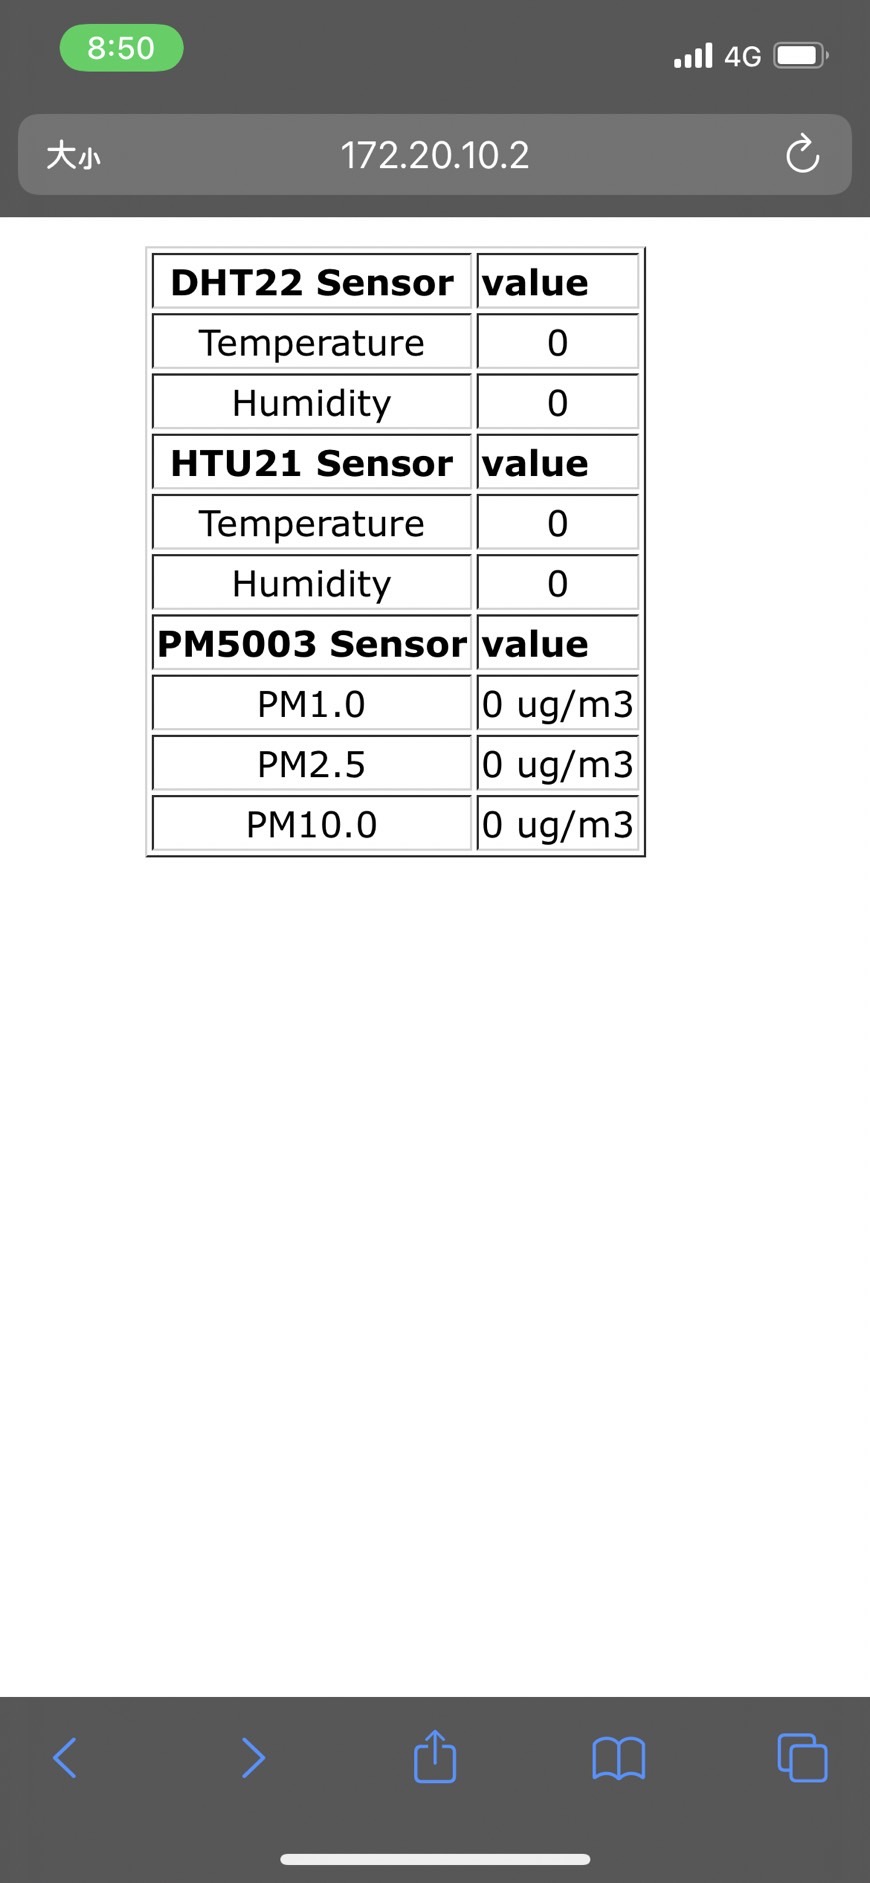 8:50
4G
大小
172.20.10.2
DHT22 Sensor value
Temperature 0
Humidity 0
HTU21 Sensor value
Temperature 0
Humidity 0
PM5003 Sensor value
PM1.0 0 ug/m3
PM2.5 0 ug/m3
PM10.0 0 ug/m3